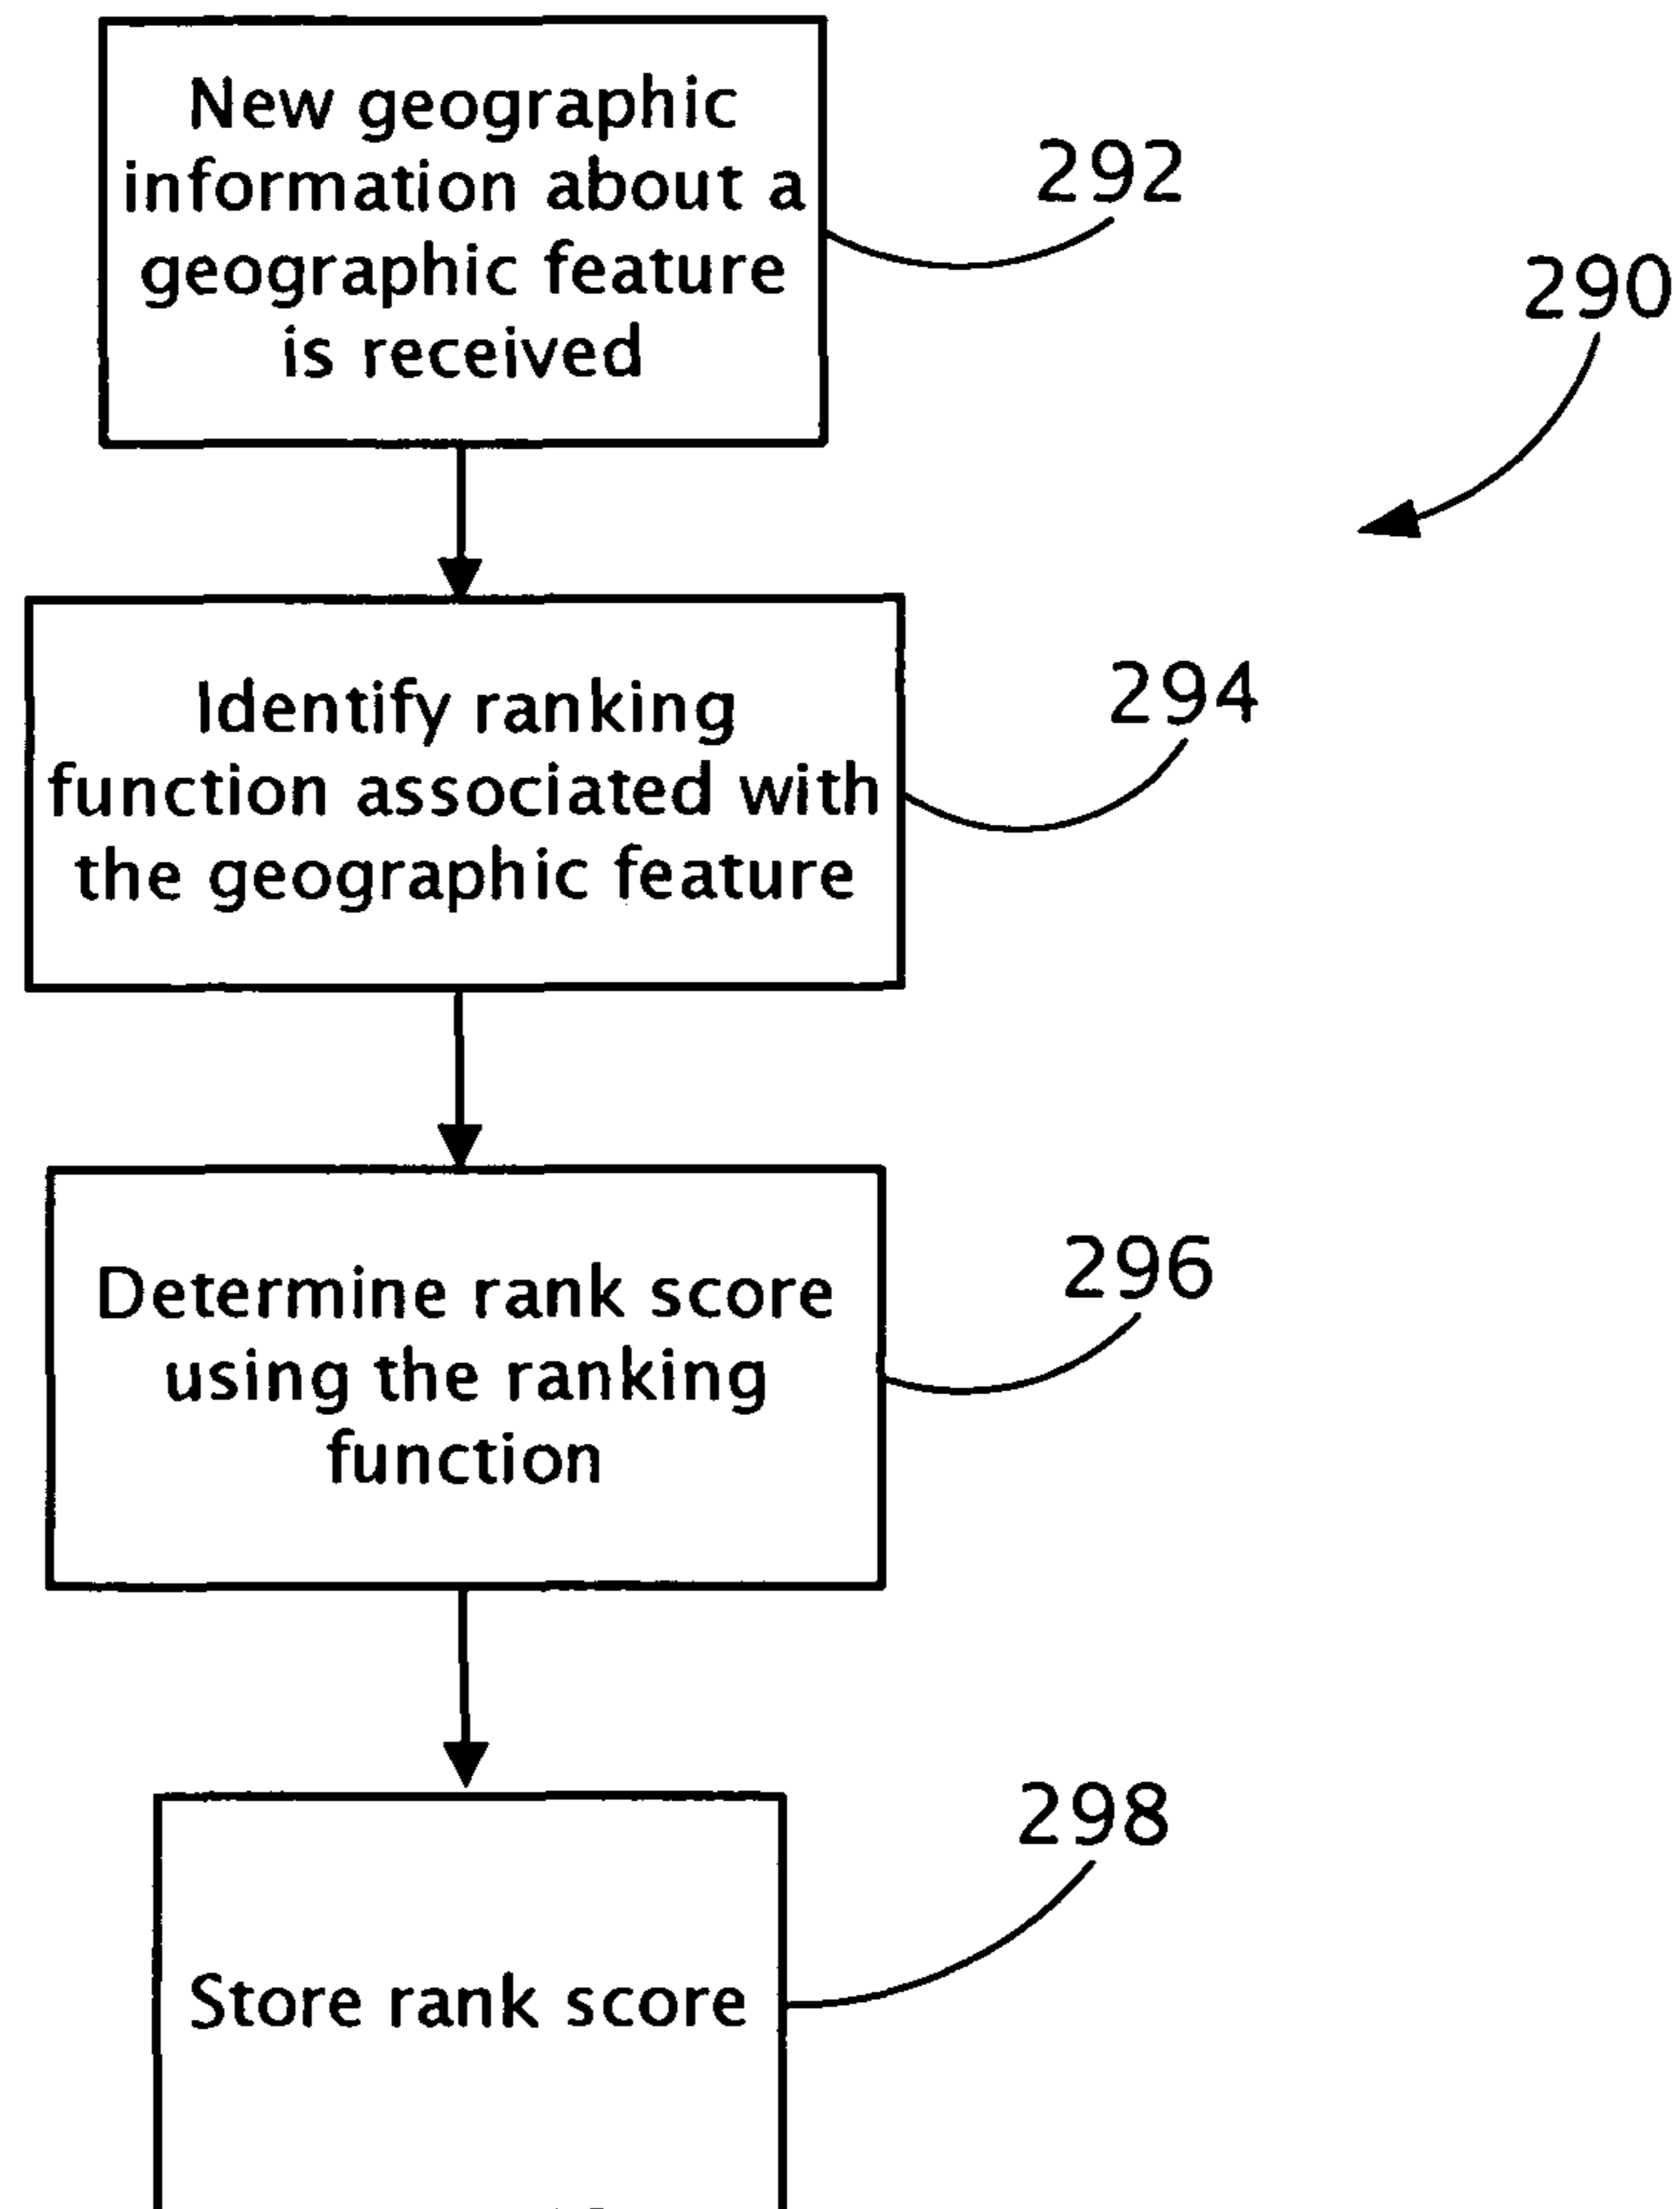 New geographic
information about a
geographic feature
is received
292
290
Identify ranking
function associated with
the geographic feature
294
Determine rank score
using the ranking
function
296
Store rank score
298